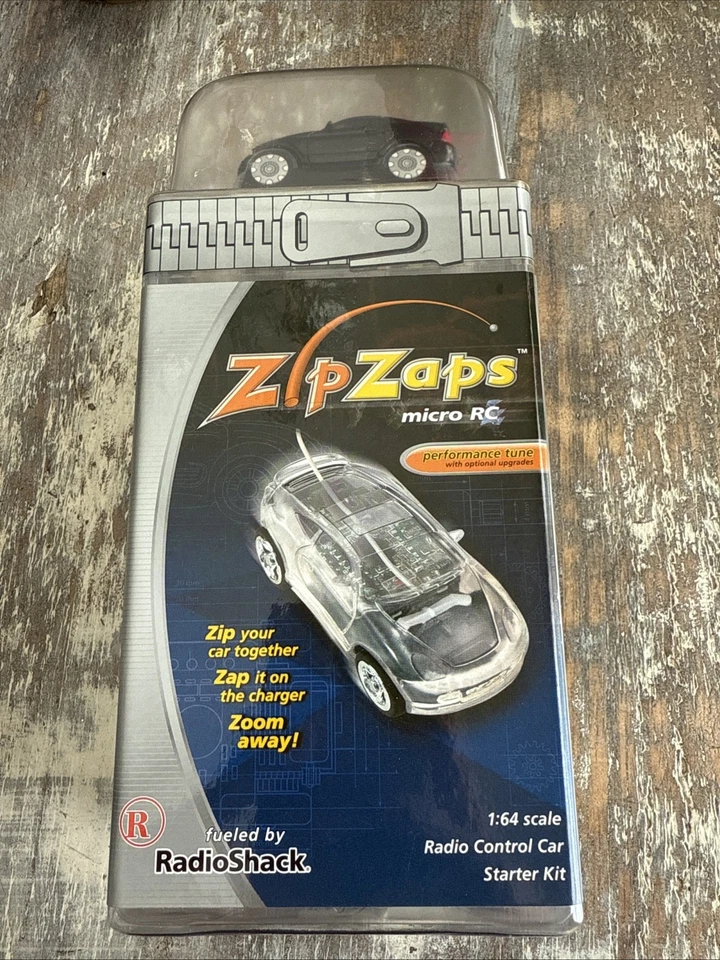 ZipZaps™
micro RC
performance tune
with optional upgrades
Zip your
car together
Zap it on
the charger
Zoom
away!
R
fueled by
RadioShack.
1:64 scale
Radio Control Car
Starter Kit